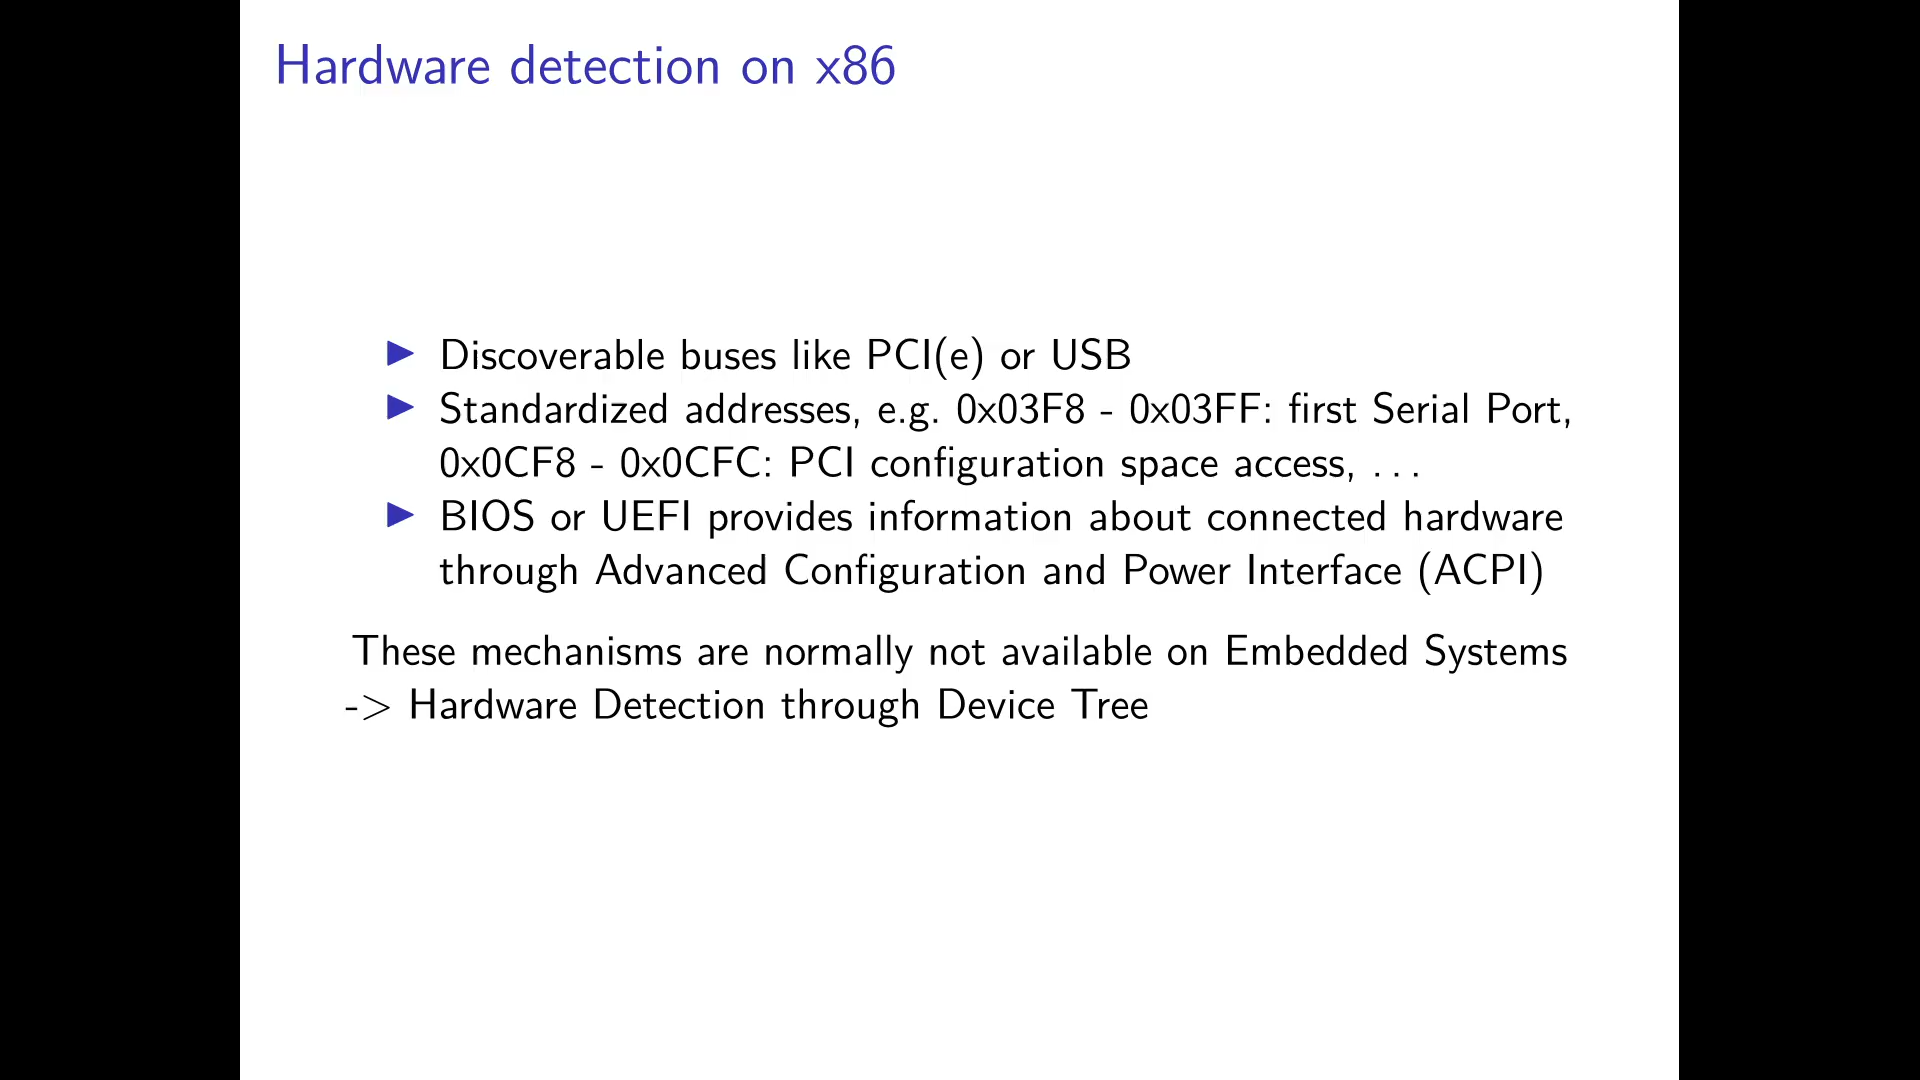 Hardware detection on x86
▶ Discoverable buses like PCI(e) or USB
▶ Standardized addresses, e.g. 0x03F8 - 0x03FF: first Serial Port,
0x0CF8 - 0x0CFC: PCI configuration space access, . . .
▶ BIOS or UEFI provides information about connected hardware
through Advanced Configuration and Power Interface (ACPI)
These mechanisms are normally not available on Embedded Systems
-> Hardware Detection through Device Tree